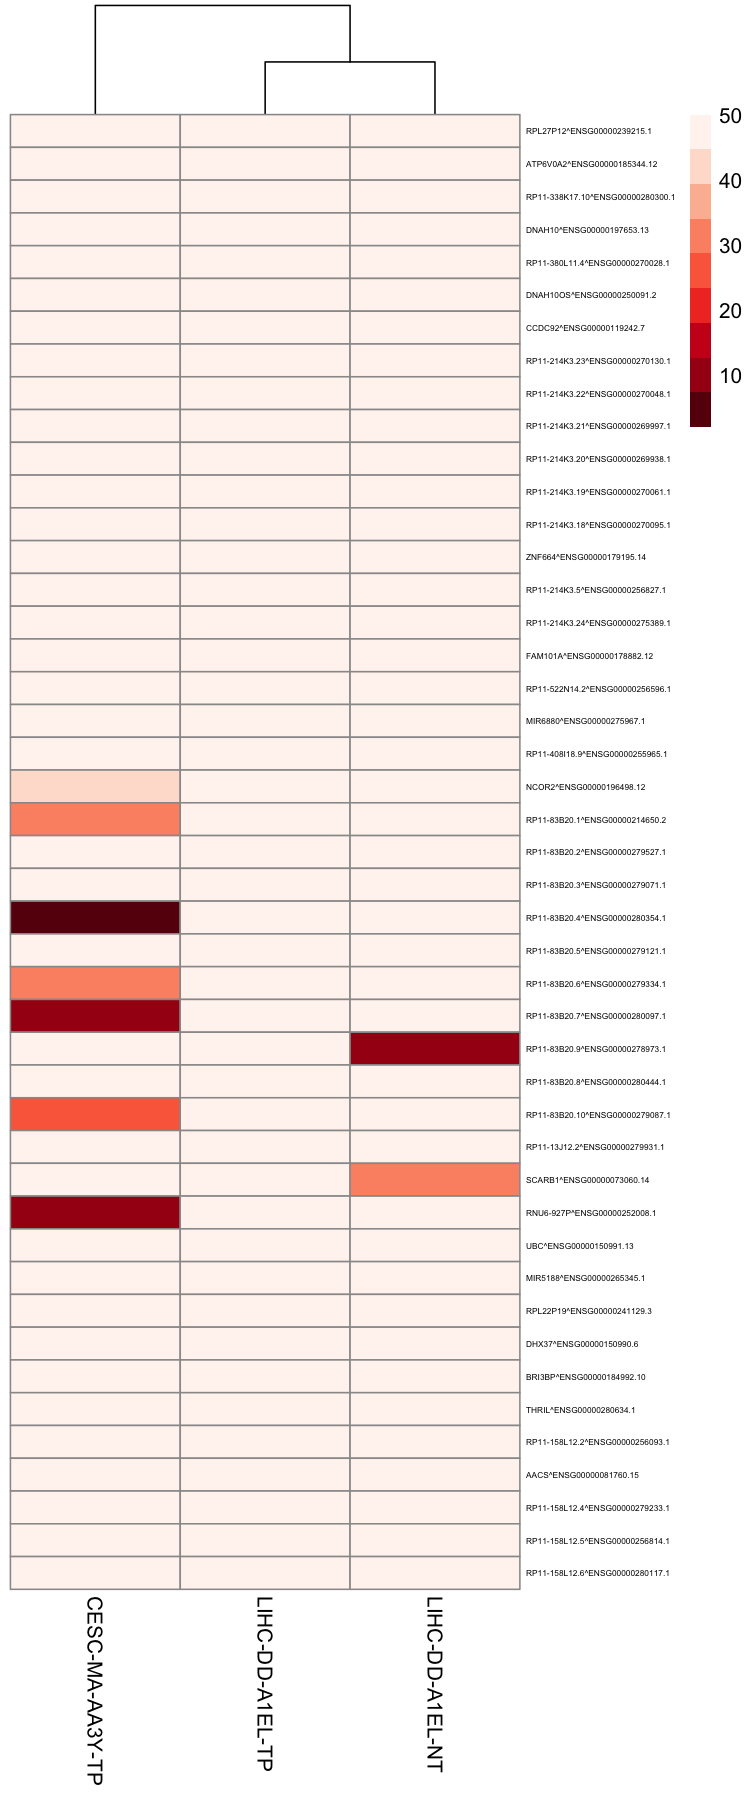 50
40
30
20
10
RPL27P12^ENSG00000239215.1
ATP6V0A2^ENSG00000185344.12
RP11-338K17.10^ENSG00000280300.1
DNAH10^ENSG00000197653.13
RP11-380L11.4^ENSG00000270028.1
DNAH10OS^ENSG00000250091.2
CCDC92^ENSG00000119242.7
RP11-214K3.23^ENSG00000270130.1
RP11-214K3.22^ENSG00000270048.1
RP11-214K3.21^ENSG00000269997.1
RP11-214K3.20^ENSG00000269938.1
RP11-214K3.19^ENSG00000270061.1
RP11-214K3.18^ENSG00000270095.1
ZNF664^ENSG00000179195.14
RP11-214K3.5^ENSG00000256827.1
RP11-214K3.24^ENSG00000275389.1
FAM101A^ENSG00000178882.12
RP11-522N14.2^ENSG00000256596.1
MIR6880^ENSG00000275967.1
RP11-408I18.9^ENSG00000255965.1
NCOR2^ENSG00000196498.12
RP11-83B20.1^ENSG00000214650.2
RP11-83B20.2^ENSG00000279527.1
RP11-83B20.3^ENSG00000279071.1
RP11-83B20.4^ENSG00000280354.1
RP11-83B20.5^ENSG00000279121.1
RP11-83B20.6^ENSG00000279334.1
RP11-83B20.7^ENSG00000280097.1
RP11-83B20.9^ENSG00000278973.1
RP11-83B20.8^ENSG00000280444.1
RP11-83B20.10^ENSG00000279087.1
RP11-13J12.2^ENSG00000279931.1
SCARB1^ENSG00000073060.14
RNU6-927P^ENSG00000252008.1
UBC^ENSG00000150991.13
MIR5188^ENSG00000265345.1
RPL22P19^ENSG00000241129.3
DHX37^ENSG00000150990.6
BRI3BP^ENSG00000184992.10
THRIL^ENSG00000280634.1
RP11-158L12.2^ENSG00000256093.1
AACS^ENSG00000081760.15
RP11-158L12.4^ENSG00000279233.1
RP11-158L12.5^ENSG00000256814.1
RP11-158L12.6^ENSG00000280117.1
CESC-MA-AA3Y-TP
LIHC-DD-A1EL-TP
LIHC-DD-A1EL-NT